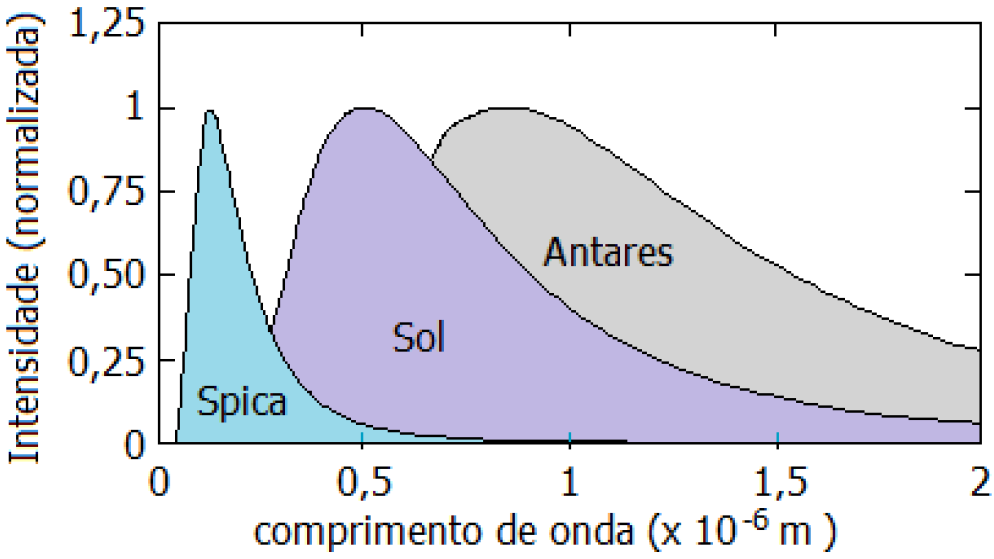 Intensidade (normalizada)
1,25
1
0,75
0,50
0,25
0
Antares
Sol
Spica
0
0,5
1
1,5
2
comprimento de onda (x 10⁻⁶ m )